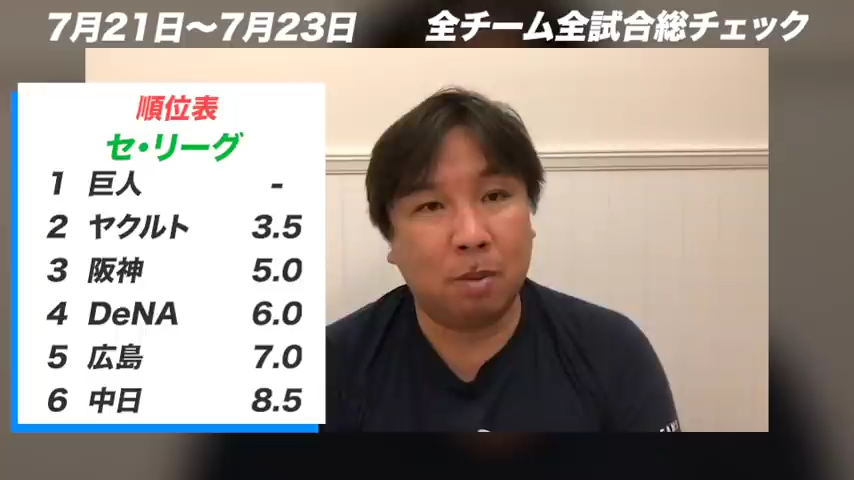 7月21日〜7月23日 全チーム全試合総チェック
順位表
セ・リーグ
1 巨人 -
2 ヤクルト 3.5
3 阪神 5.0
4 DeNA 6.0
5 広島 7.0
6 中日 8.5